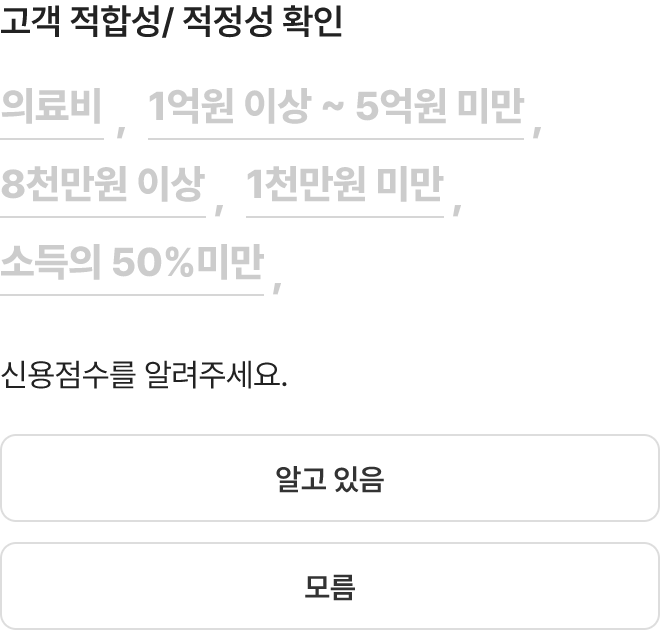 고객 적합성/ 적정성 확인
의료비 , 1억원 이상 ~ 5억원 미만 ,
8천만원 이상 , 1천만원 미만 ,
소득의 50%미만 ,
신용점수를 알려주세요.
알고 있음
모름